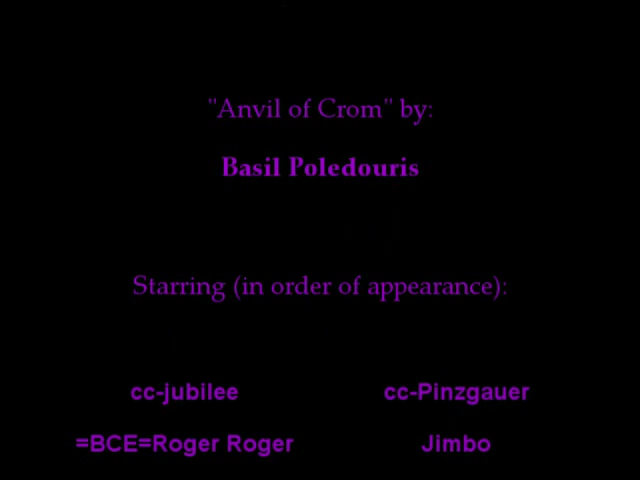 "Anvil of Crom" by:
Basil Poledouris
Starring (in order of appearance):
cc-jubilee cc-Pinzgauer
=BCE=Roger Roger Jimbo